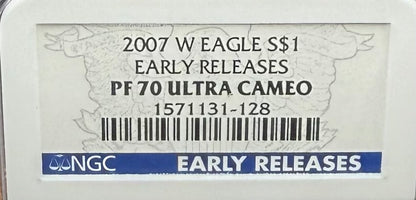 2007 W EAGLE S$1
EARLY RELEASES
PF 70 ULTRA CAMEO
1571131-128
NGC EARLY RELEASES